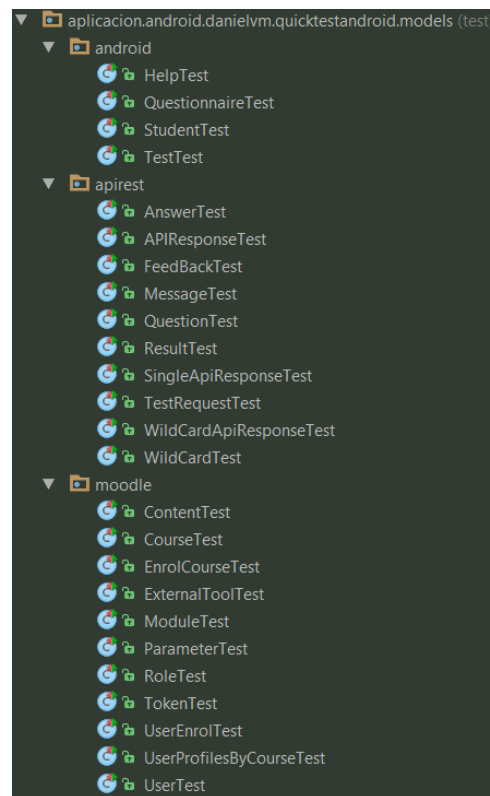 aplicacion.android.danielvm.quicktestandroid.models (test
android
HelpTest
QuestionnaireTest
StudentTest
TestTest
apirest
AnswerTest
APIResponseTest
FeedBackTest
MessageTest
QuestionTest
ResultTest
SingleApiResponseTest
TestRequestTest
WildCardApiResponseTest
WildCardTest
moodle
ContentTest
CourseTest
EnrolCourseTest
ExternalToolTest
ModuleTest
ParameterTest
RoleTest
TokenTest
UserEnrolTest
UserProfilesByCourseTest
UserTest